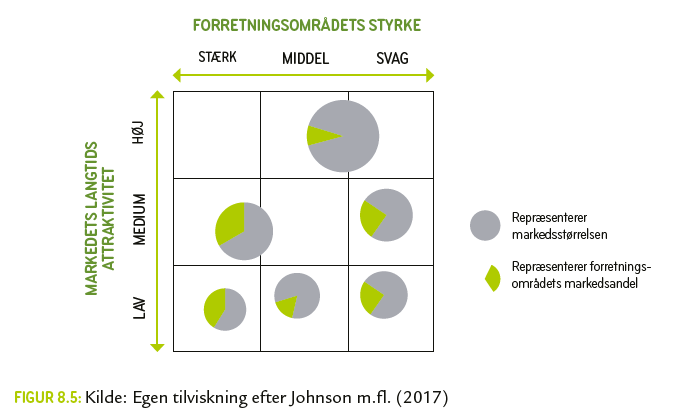 FORRETNINGSOMRÅDETS STYRKE
STÆRK MIDDEL SVAG
MARKEDETS LANGTIDS
ATTRAKTIVITET
HØJ
MEDIUM
LAV
Repræsenterer
markedsstørrelsen
Repræsenterer forretnings-
områdets markedsandel
FIGUR 8.5: Kilde: Egen tilviskning efter Johnson m.fl. (2017)